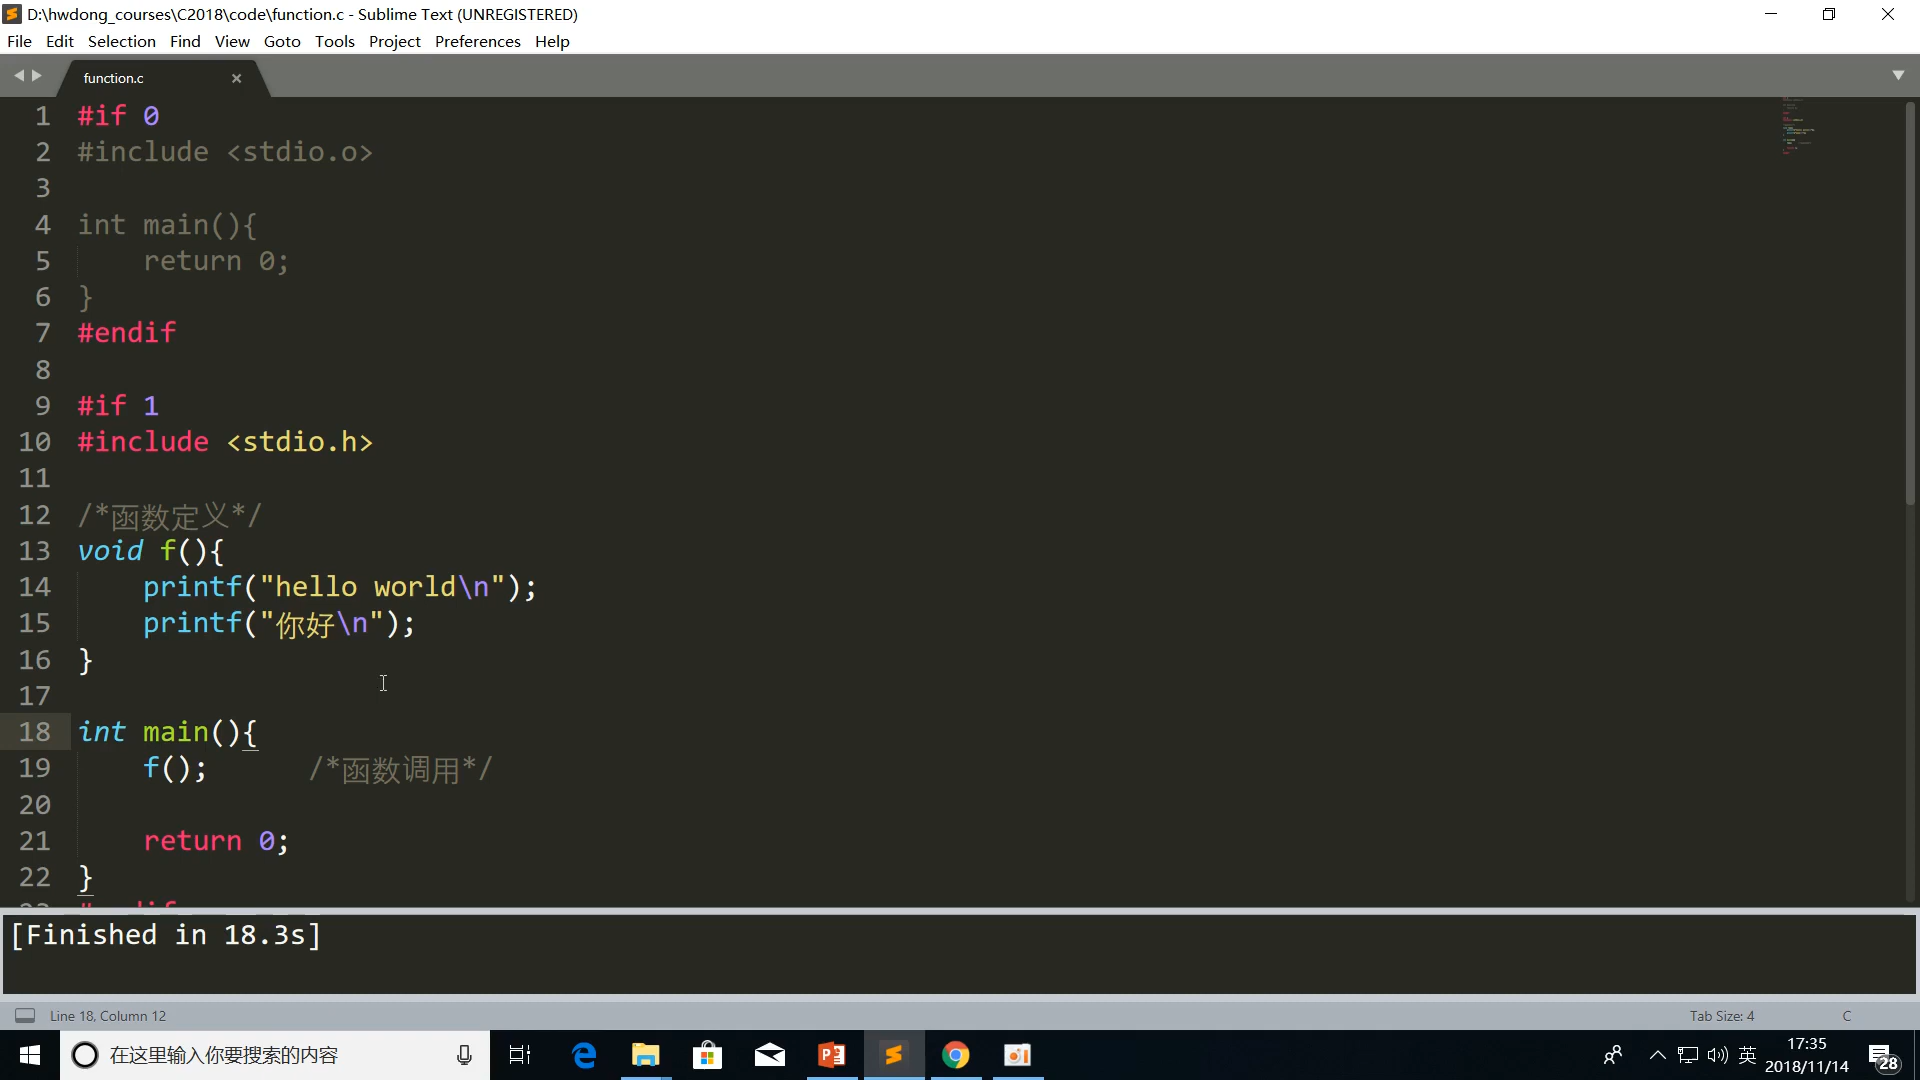 D:\hwdong_courses\C2018\code\function.c - Sublime Text (UNREGISTERED)
File Edit Selection Find View Goto Tools Project Preferences Help
function.c
1 #if 0
2 #include <stdio.o>
3
4 int main(){
5     return 0;
6 }
7 #endif
8
9 #if 1
10 #include <stdio.h>
11
12 /*函数定义*/
13 void f(){
14     printf("hello world\n");
15     printf("你好\n");
16 }
17
18 int main(){
19     f();      /*函数调用*/
20
21     return 0;
22 }
[Finished in 18.3s]
Line 18, Column 12 Tab Size: 4 C
在这里输入你要搜索的内容
英
17:35
2018/11/14
28